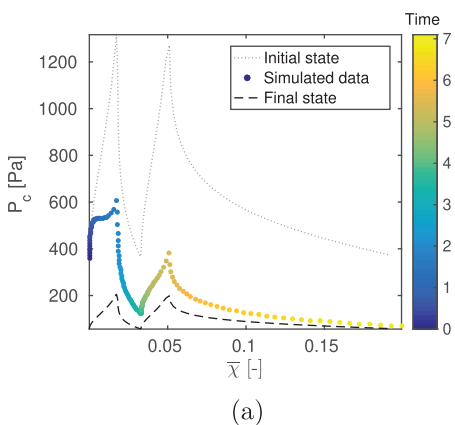 Time
1200
1000
800
600
400
200
P_c [Pa]
Initial state
Simulated data
Final state
7
6
5
4
3
2
1
0
0.05
0.1
0.15
χ̅ [-]
(a)